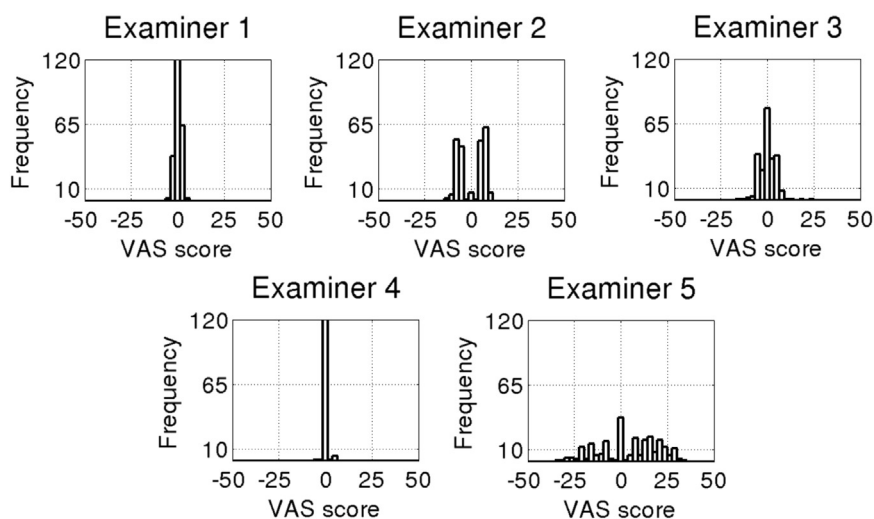 Examiner 1
120
65
10
-50 -25 0 25 50
Frequency
VAS score
Examiner 2
120
65
10
-50 -25 0 25 50
Frequency
VAS score
Examiner 3
120
65
10
-50 -25 0 25 50
Frequency
VAS score
Examiner 4
120
65
10
-50 -25 0 25 50
Frequency
VAS score
Examiner 5
120
65
10
-50 -25 0 25 50
Frequency
VAS score